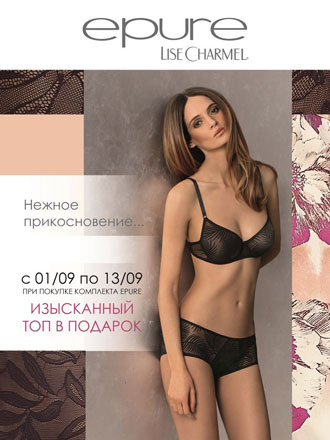 epure
LISE CHARMEL
Нежное
прикосновение...
с 01/09 по 13/09
ПРИ ПОКУПКЕ КОМПЛЕКТА EPURE
ИЗЫСКАННЫЙ
ТОП В ПОДАРОК